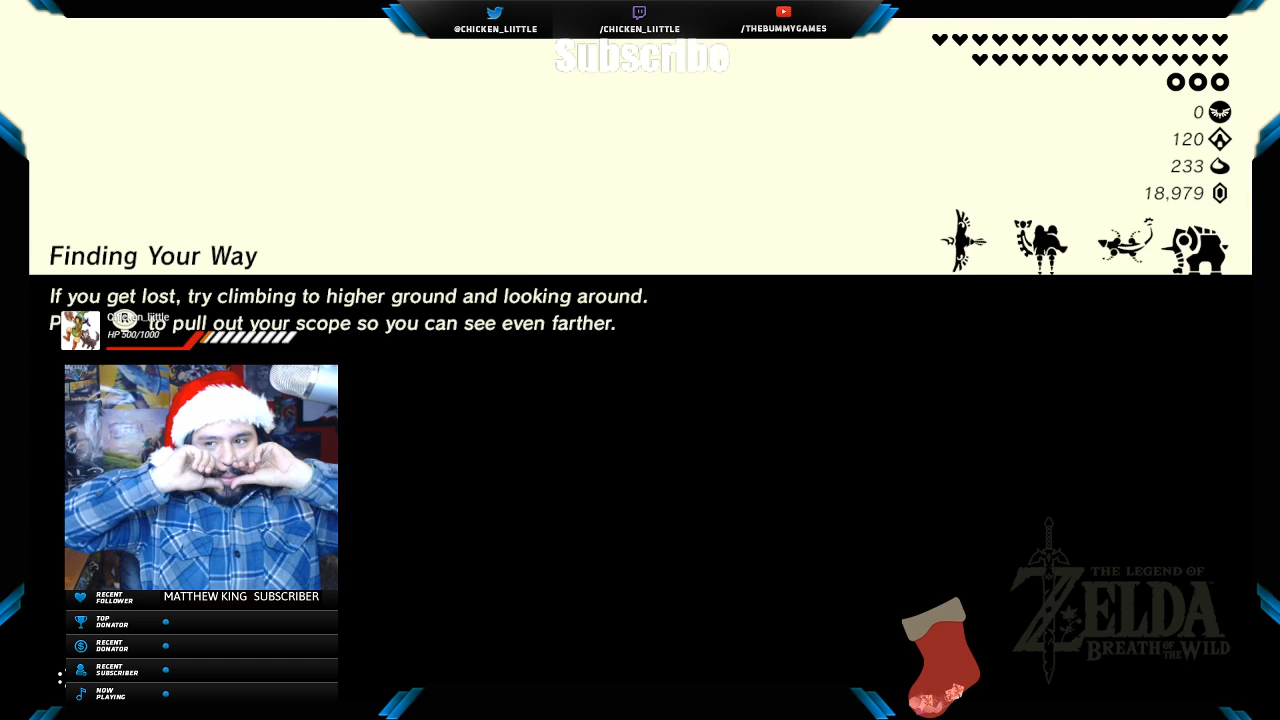 @CHICKEN_LIITTLE
/CHICKEN_LIITTLE
/THEBUMMYGAMES
Subscribe
0
120
233
18,979
Finding Your Way
If you get lost, try climbing to higher ground and looking around.
to pull out your scope so you can see even farther.
Chicken_liittle
HP 500/1000
RECENT FOLLOWER
MATTHEW KING SUBSCRIBER
TOP DONATOR
RECENT DONATOR
RECENT SUBSCRIBER
NOW PLAYING
THE LEGEND OF
ZELDA
BREATH OF THE WILD